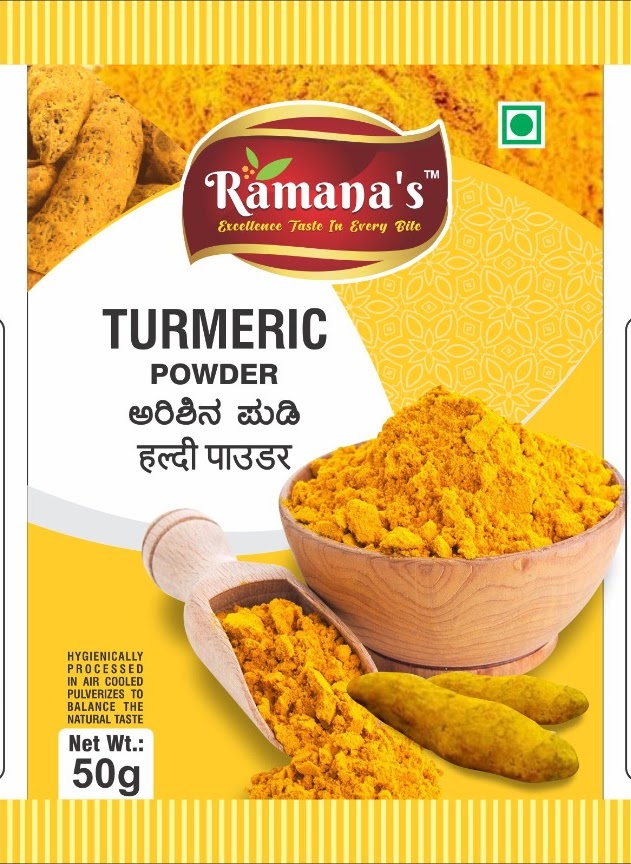 Ramana's™
Excellence Taste In Every Bite
TURMERIC
POWDER
ಅರಿಶಿನ ಪುಡಿ
हल्दी पाउडर
HYGIENICALLY
PROCESSED
IN AIR COOLED
PULVERIZES TO
BALANCE THE
NATURAL TASTE
Net Wt.:
50g